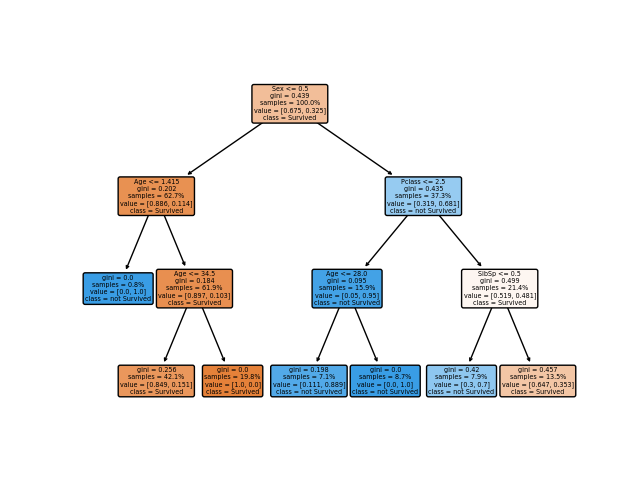 Sex <= 0.5
gini = 0.439
samples = 100.0%
value = [0.675, 0.325]
class = Survived
Age <= 1.415
gini = 0.202
samples = 62.7%
value = [0.886, 0.114]
class = Survived
Pclass <= 2.5
gini = 0.435
samples = 37.3%
value = [0.319, 0.681]
class = not Survived
gini = 0.0
samples = 0.8%
value = [0.0, 1.0]
class = not Survived
Age <= 34.5
gini = 0.184
samples = 61.9%
value = [0.897, 0.103]
class = Survived
Age <= 28.0
gini = 0.095
samples = 15.9%
value = [0.05, 0.95]
class = not Survived
SibSp <= 0.5
gini = 0.499
samples = 21.4%
value = [0.519, 0.481]
class = Survived
gini = 0.256
samples = 42.1%
value = [0.849, 0.151]
class = Survived
gini = 0.0
samples = 19.8%
value = [1.0, 0.0]
class = Survived
gini = 0.198
samples = 7.1%
value = [0.111, 0.889]
class = not Survived
gini = 0.0
samples = 8.7%
value = [0.0, 1.0]
class = not Survived
gini = 0.42
samples = 7.9%
value = [0.3, 0.7]
class = not Survived
gini = 0.457
samples = 13.5%
value = [0.647, 0.353]
class = Survived